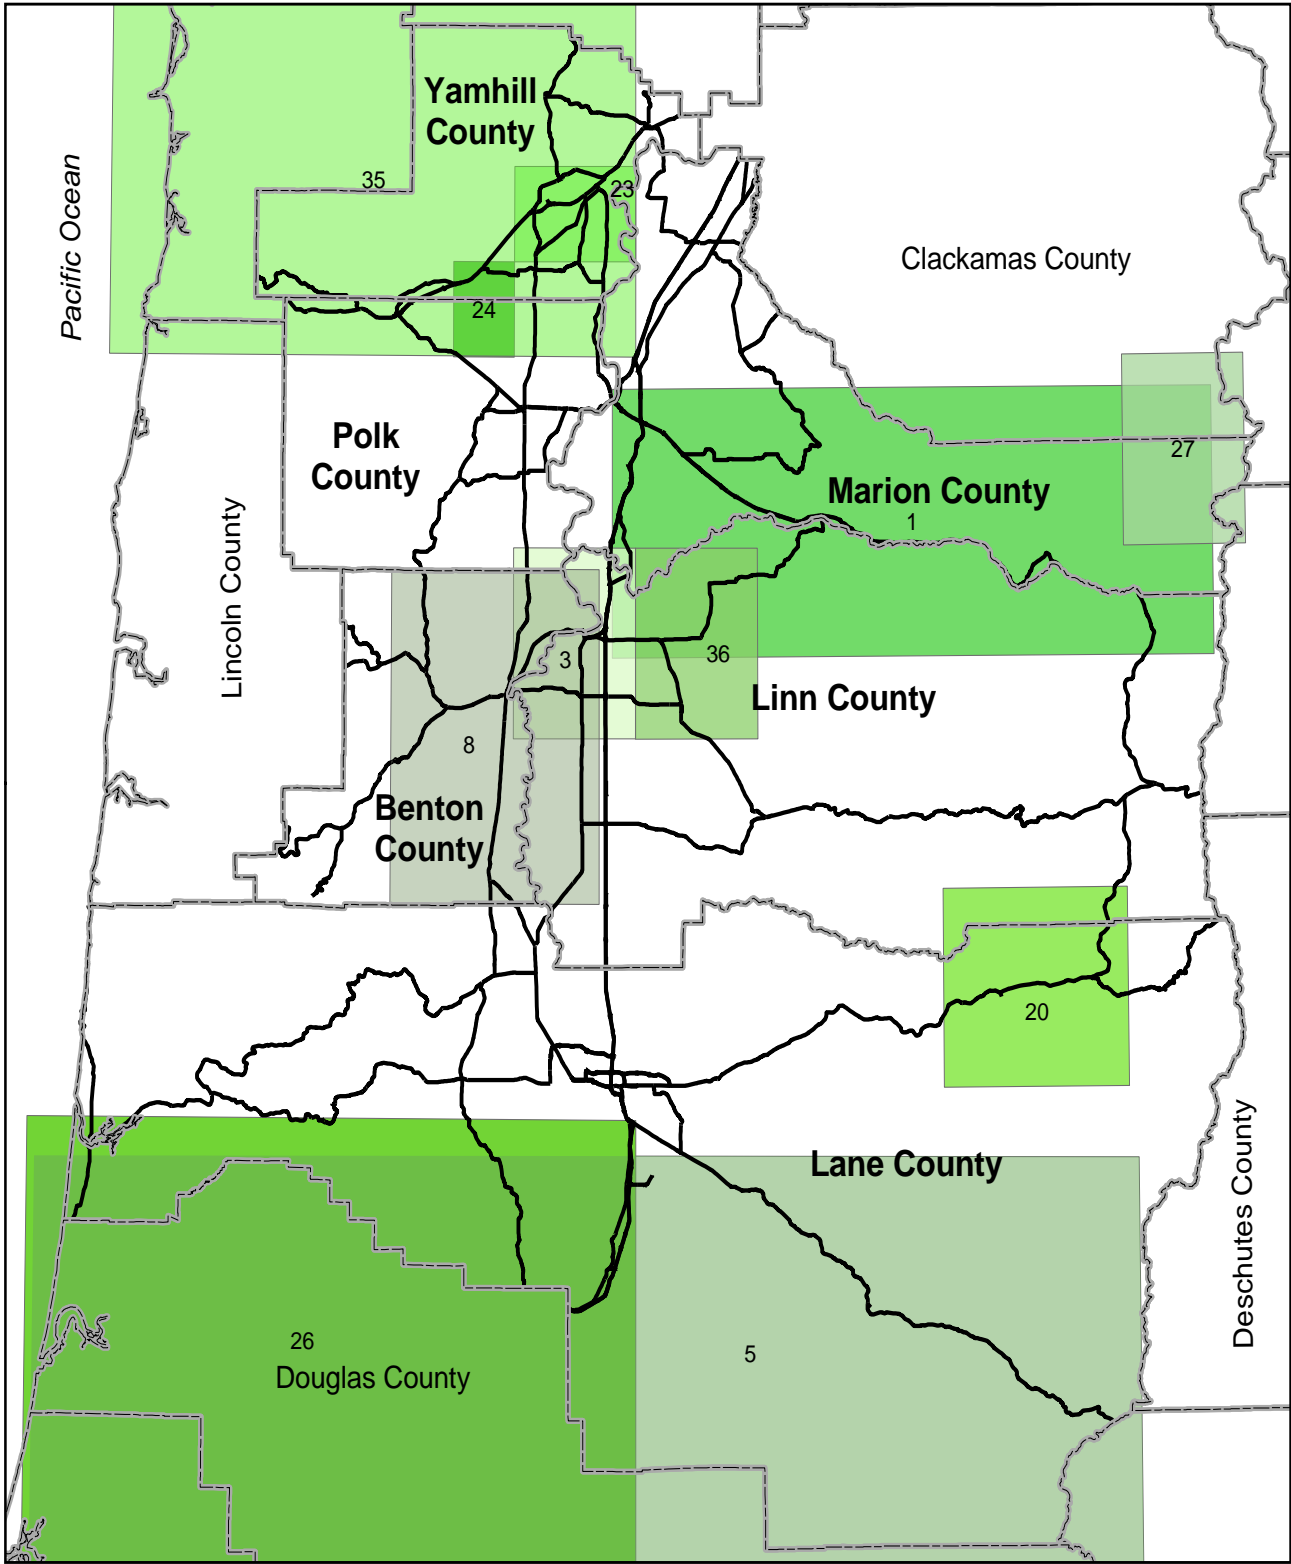 Yamhill
County
35
23
Pacific Ocean
Clackamas County
24
Polk
County
27
Marion County
1
Lincoln County
3
36
Linn County
8
Benton
County
20
Lane County
Deschutes County
26
5
Douglas County